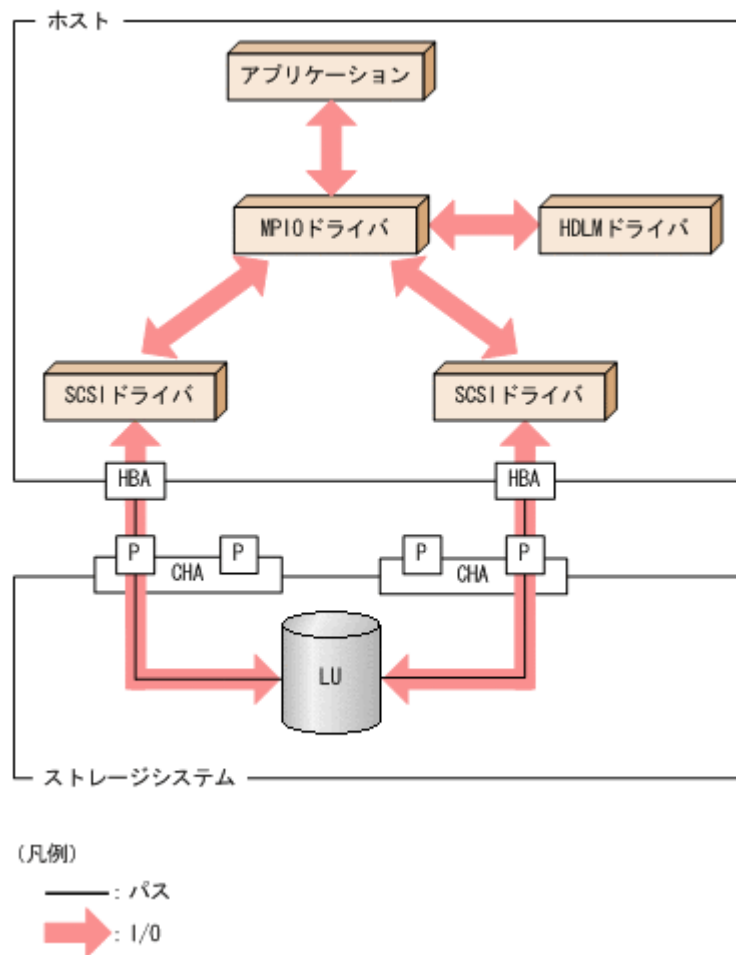 ホスト
アプリケーション
MPIOドライバ
HDLMドライバ
SCSIドライバ
SCSIドライバ
HBA
HBA
P
P
P
P
CHA
CHA
LU
ストレージシステム
(凡例)
: パス
: I/O